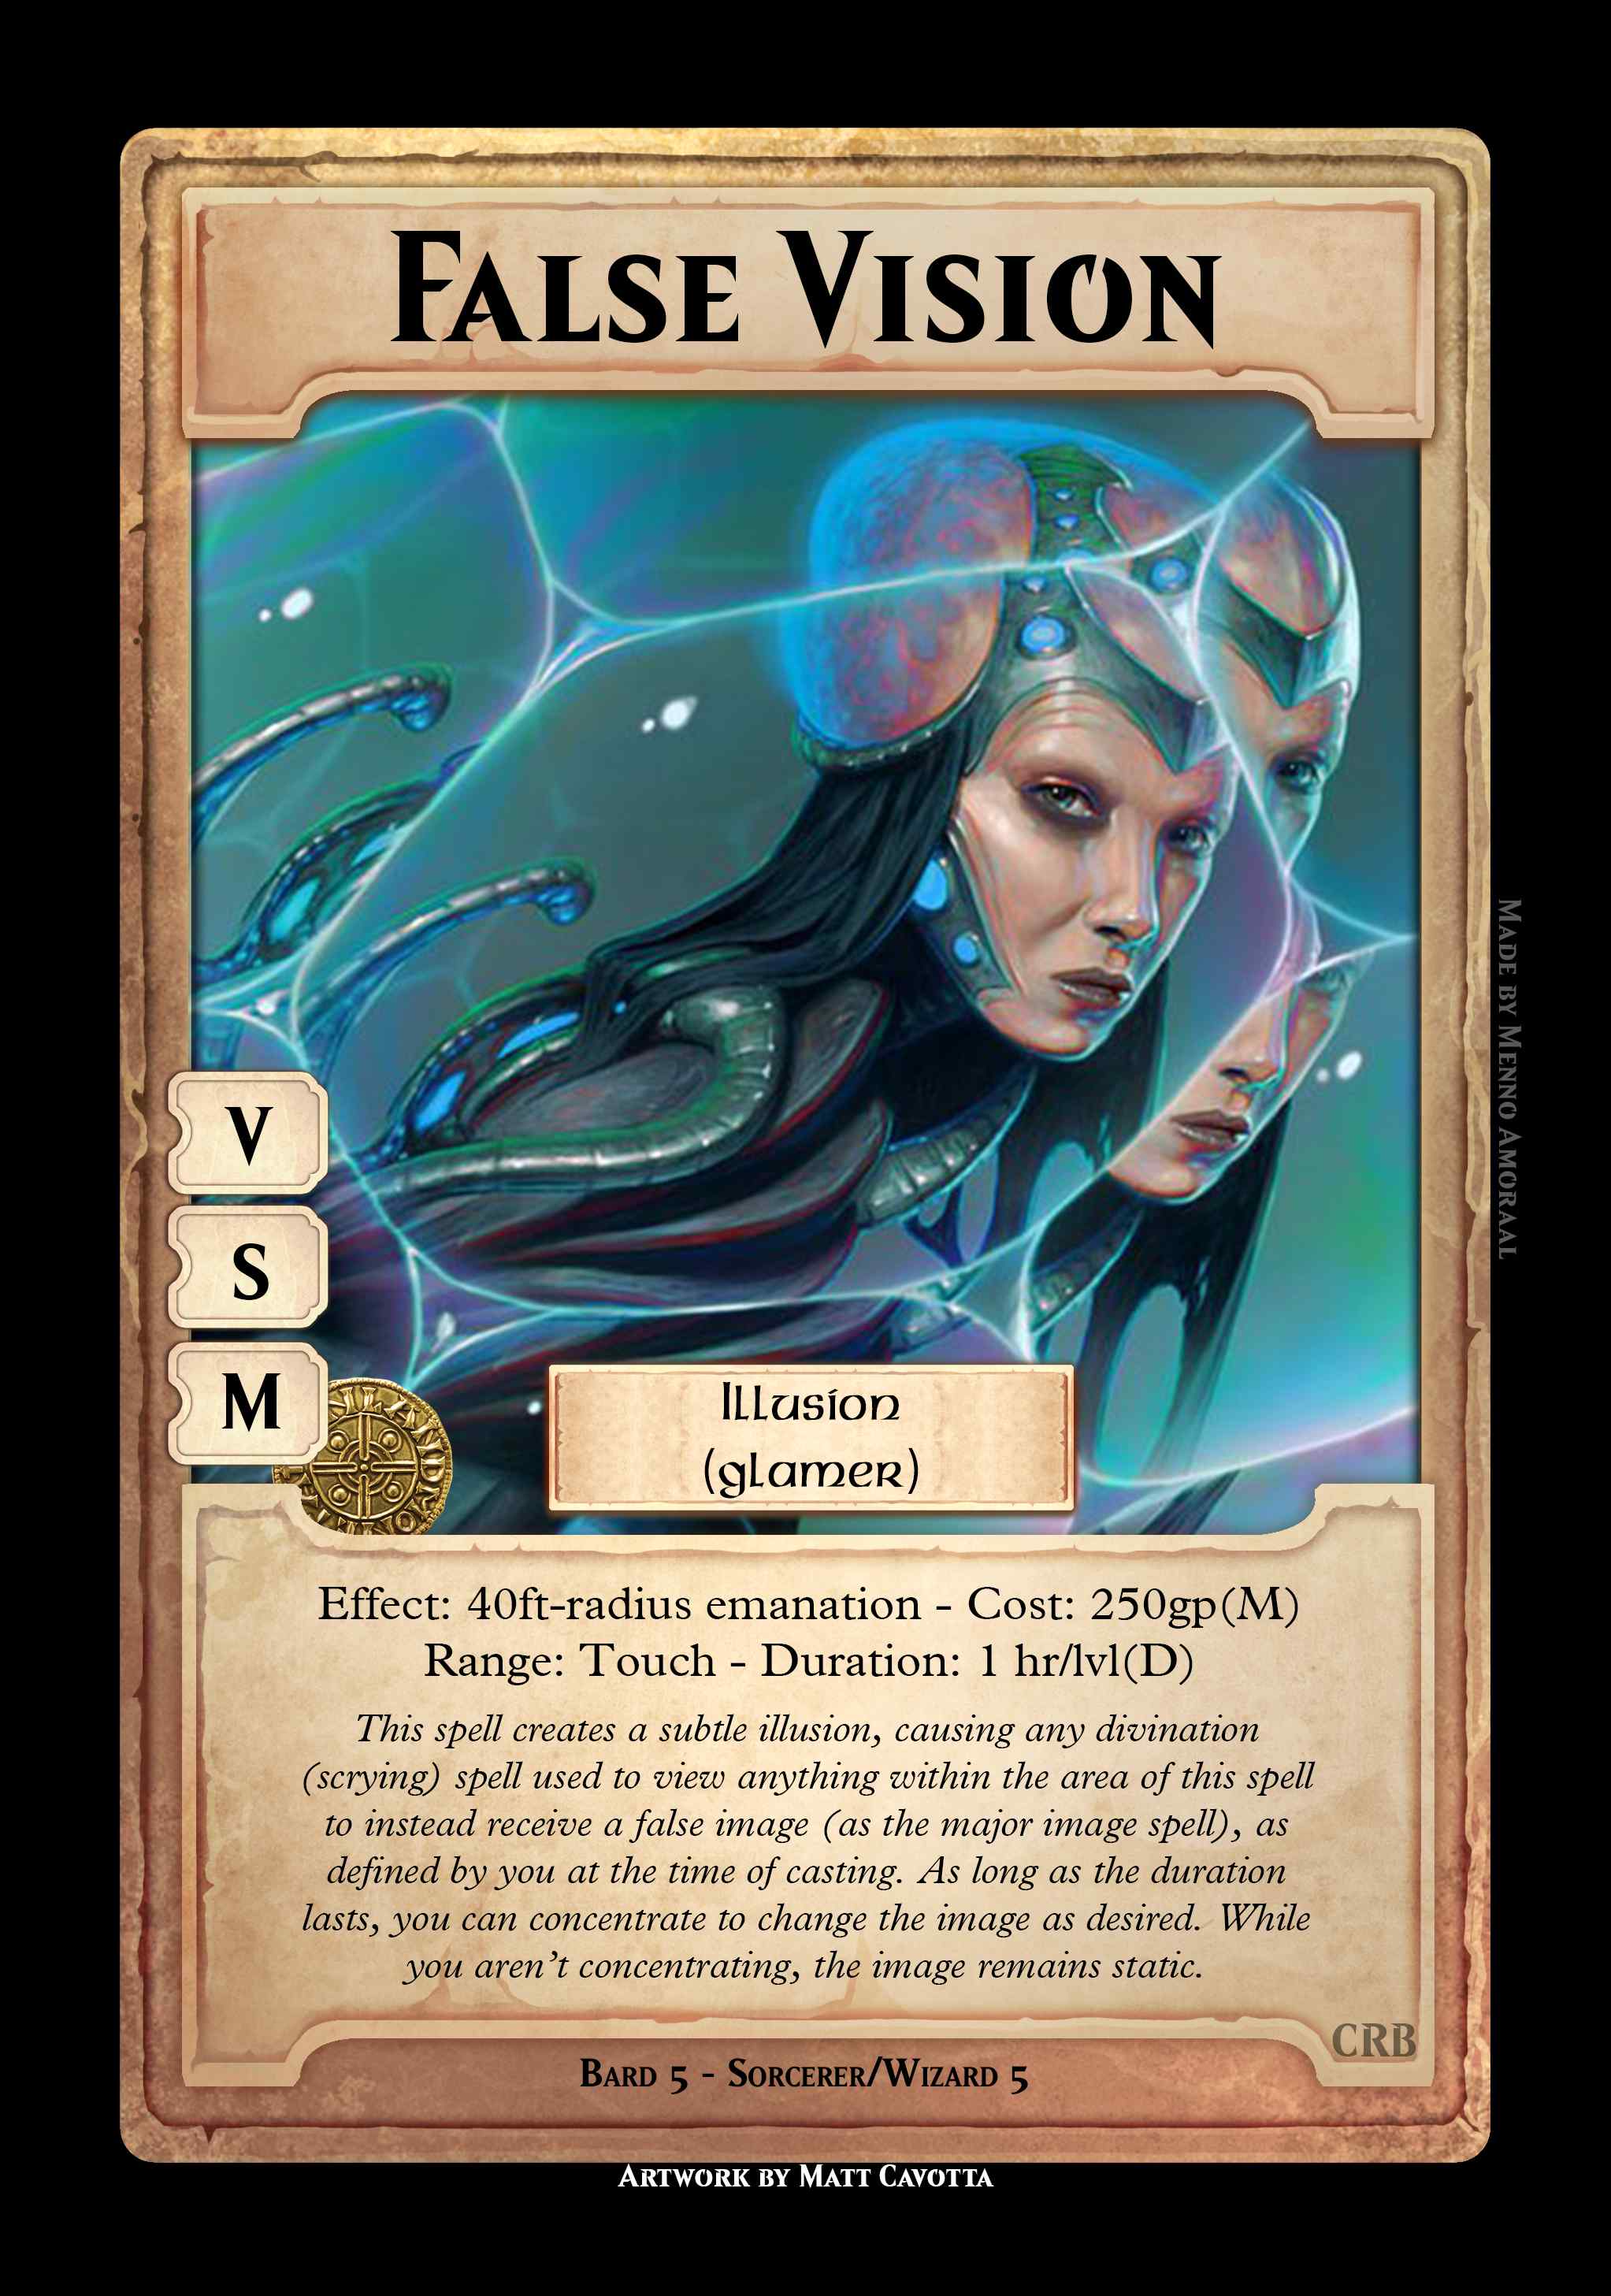 False Vision
V
S
M
Illusion
(glamer)
Effect: 40ft-radius emanation - Cost: 250gp(M)
Range: Touch - Duration: 1 hr/lvl(D)
This spell creates a subtle illusion, causing any divination
(scrying) spell used to view anything within the area of this spell
to instead receive a false image (as the major image spell), as
defined by you at the time of casting. As long as the duration
lasts, you can concentrate to change the image as desired. While
you aren't concentrating, the image remains static.
CRB
Bard 5 - Sorcerer/Wizard 5
Artwork by Matt Cavotta
Made by Menno Amoraal